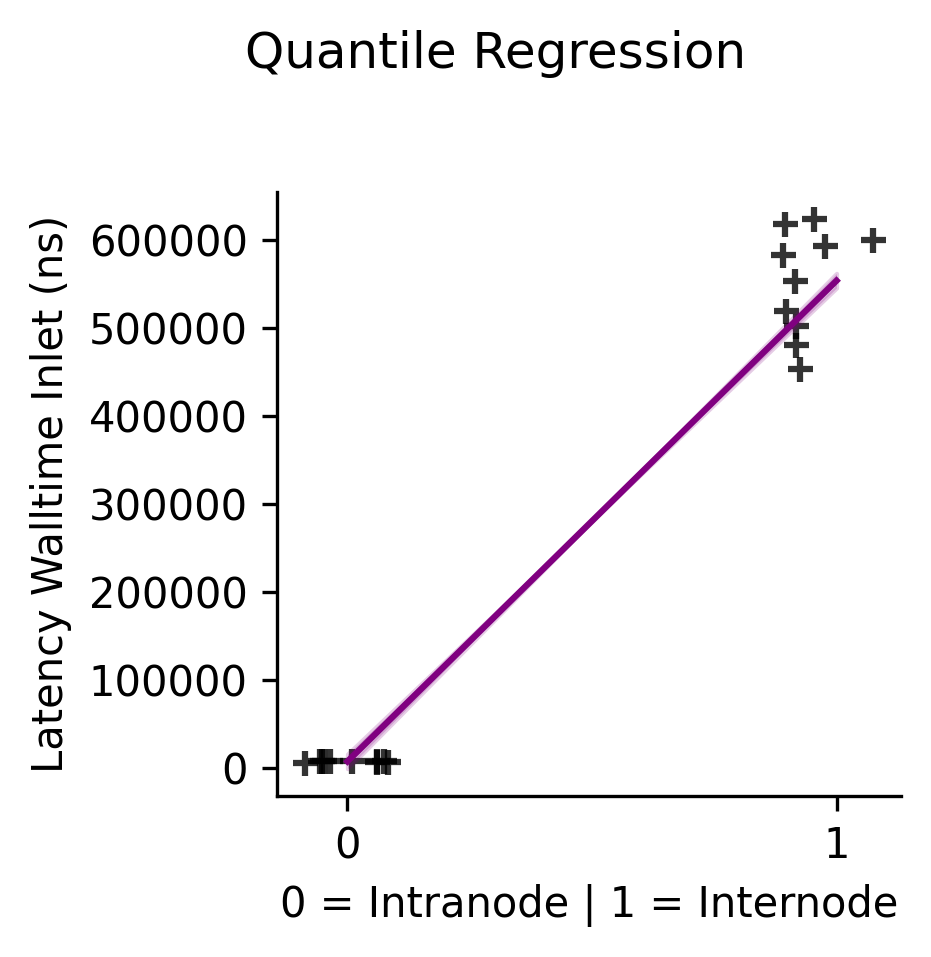 Quantile Regression
Latency Walltime Inlet (ns)
600000
500000
400000
300000
200000
100000
0
0 1
0 = Intranode | 1 = Internode